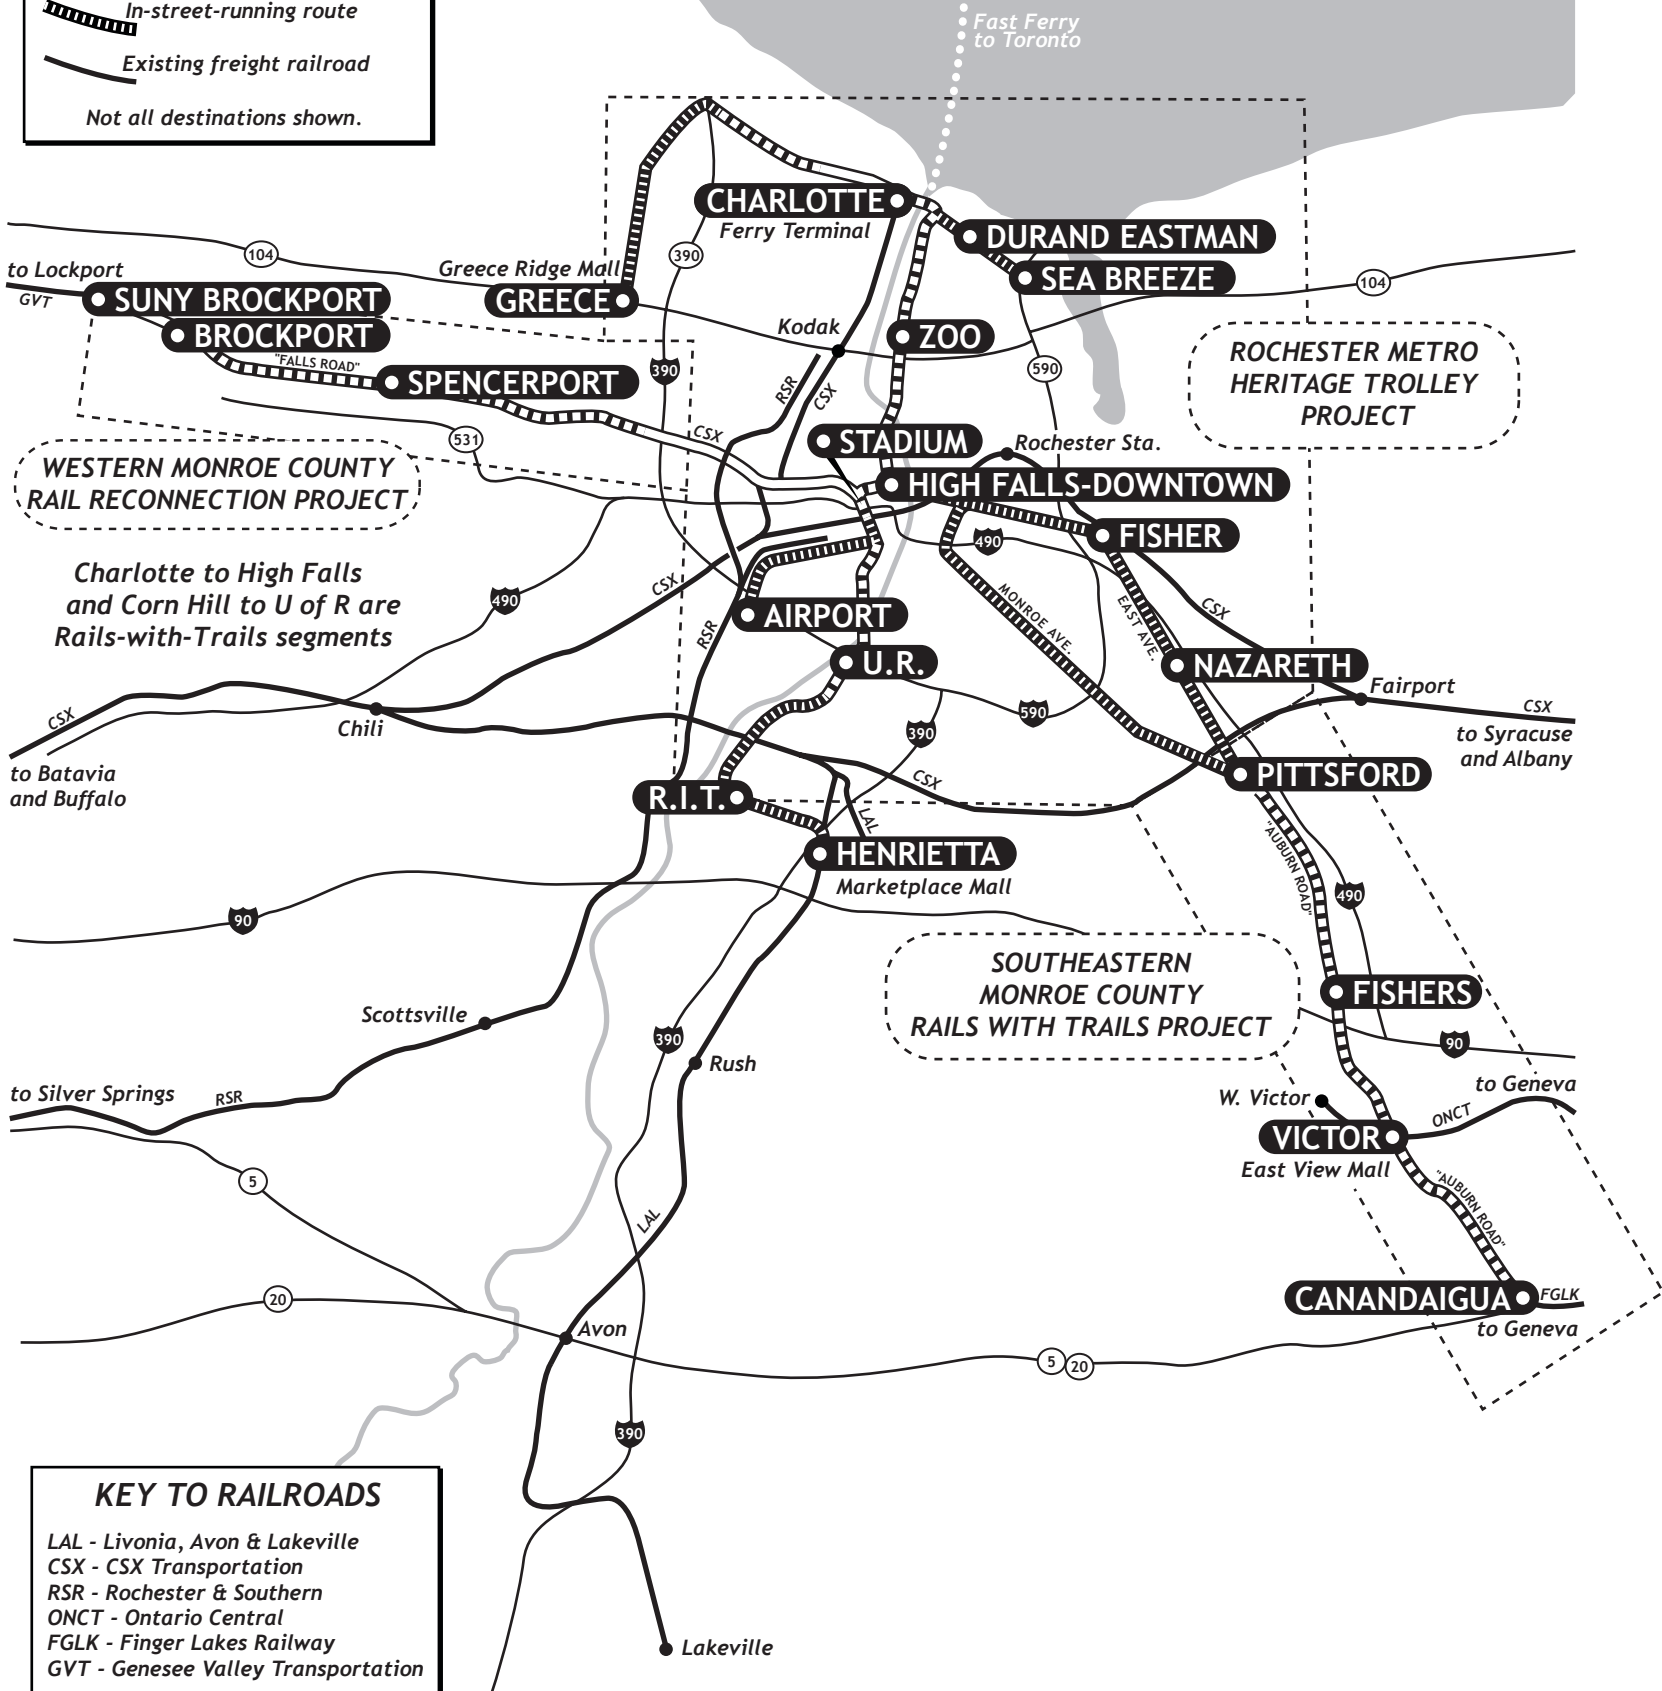 In-street-running route
Existing freight railroad
Not all destinations shown.
Fast Ferry
to Toronto
CHARLOTTE
Ferry Terminal
DURAND EASTMAN
SEA BREEZE
104
390
104
to Lockport
GVT
SUNY BROCKPORT
BROCKPORT
"FALLS ROAD"
SPENCERPORT
Greece Ridge Mall
GREECE
Kodak
ZOO
390
RSR
CSX
590
ROCHESTER METRO
HERITAGE TROLLEY
PROJECT
531
CSX
STADIUM
Rochester Sta.
WESTERN MONROE COUNTY
RAIL RECONNECTION PROJECT
HIGH FALLS-DOWNTOWN
FISHER
490
Charlotte to High Falls
and Corn Hill to U of R are
Rails-with-Trails segments
490
CSX
RSR
AIRPORT
U.R.
MONROE AVE.
EAST AVE.
CSX
NAZARETH
Fairport
CSX
to Syracuse
and Albany
CSX
Chili
to Batavia
and Buffalo
590
390
CSX
PITTSFORD
R.I.T.
LAL
HENRIETTA
Marketplace Mall
"AUBURN ROAD"
490
90
SOUTHEASTERN
MONROE COUNTY
RAILS WITH TRAILS PROJECT
FISHERS
90
Scottsville
390
Rush
to Silver Springs
RSR
W. Victor
to Geneva
ONCT
VICTOR
East View Mall
"AUBURN ROAD"
5
LAL
20
CANANDAIGUA
FGLK
to Geneva
Avon
5
20
390
KEY TO RAILROADS
LAL - Livonia, Avon & Lakeville
CSX - CSX Transportation
RSR - Rochester & Southern
ONCT - Ontario Central
FGLK - Finger Lakes Railway
GVT - Genesee Valley Transportation
Lakeville